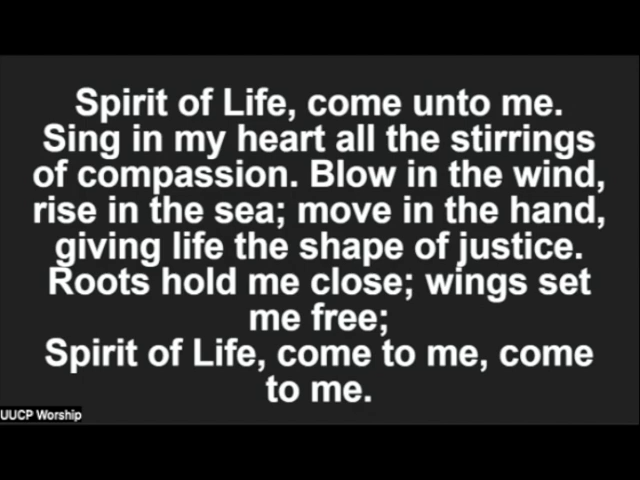 Spirit of Life, come unto me.
Sing in my heart all the stirrings
of compassion. Blow in the wind,
rise in the sea; move in the hand,
giving life the shape of justice.
Roots hold me close; wings set
me free;
Spirit of Life, come to me, come
to me.
UUCP Worship